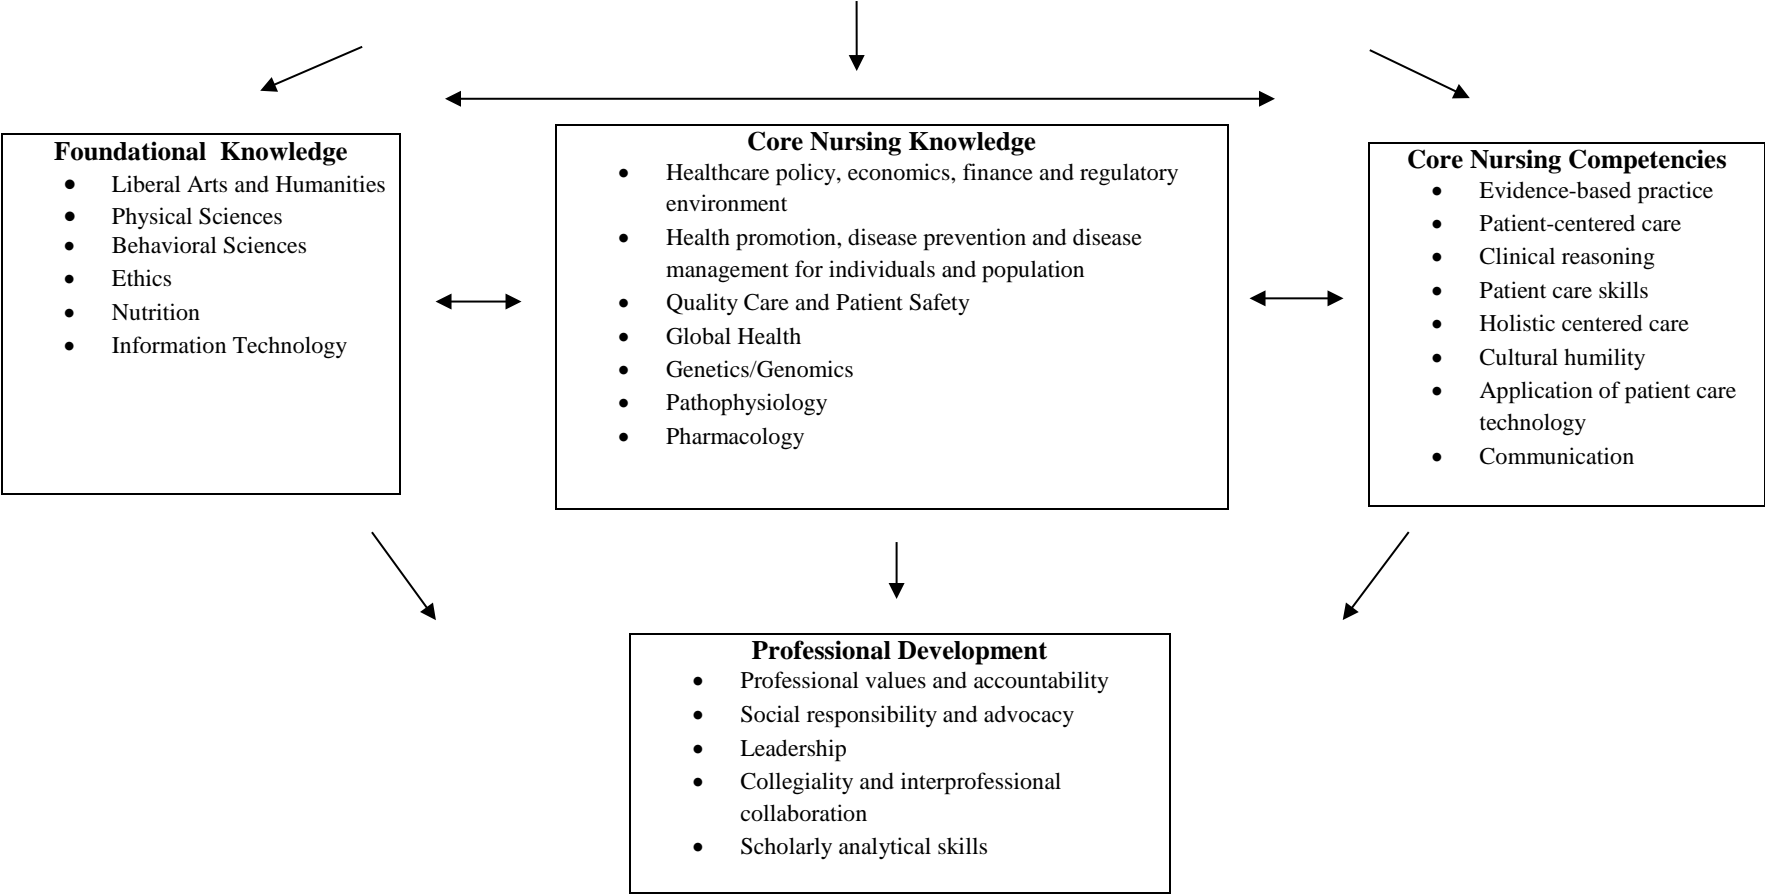 Foundational  Knowledge
• Liberal Arts and Humanities
• Physical Sciences
• Behavioral Sciences
• Ethics
• Nutrition
• Information Technology
Core Nursing Knowledge
• Healthcare policy, economics, finance and regulatory
environment
• Health promotion, disease prevention and disease
management for individuals and population
• Quality Care and Patient Safety
• Global Health
• Genetics/Genomics
• Pathophysiology
• Pharmacology
Core Nursing Competencies
• Evidence-based practice
• Patient-centered care
• Clinical reasoning
• Patient care skills
• Holistic centered care
• Cultural humility
• Application of patient care
technology
• Communication
Professional Development
• Professional values and accountability
• Social responsibility and advocacy
• Leadership
• Collegiality and interprofessional
collaboration
• Scholarly analytical skills